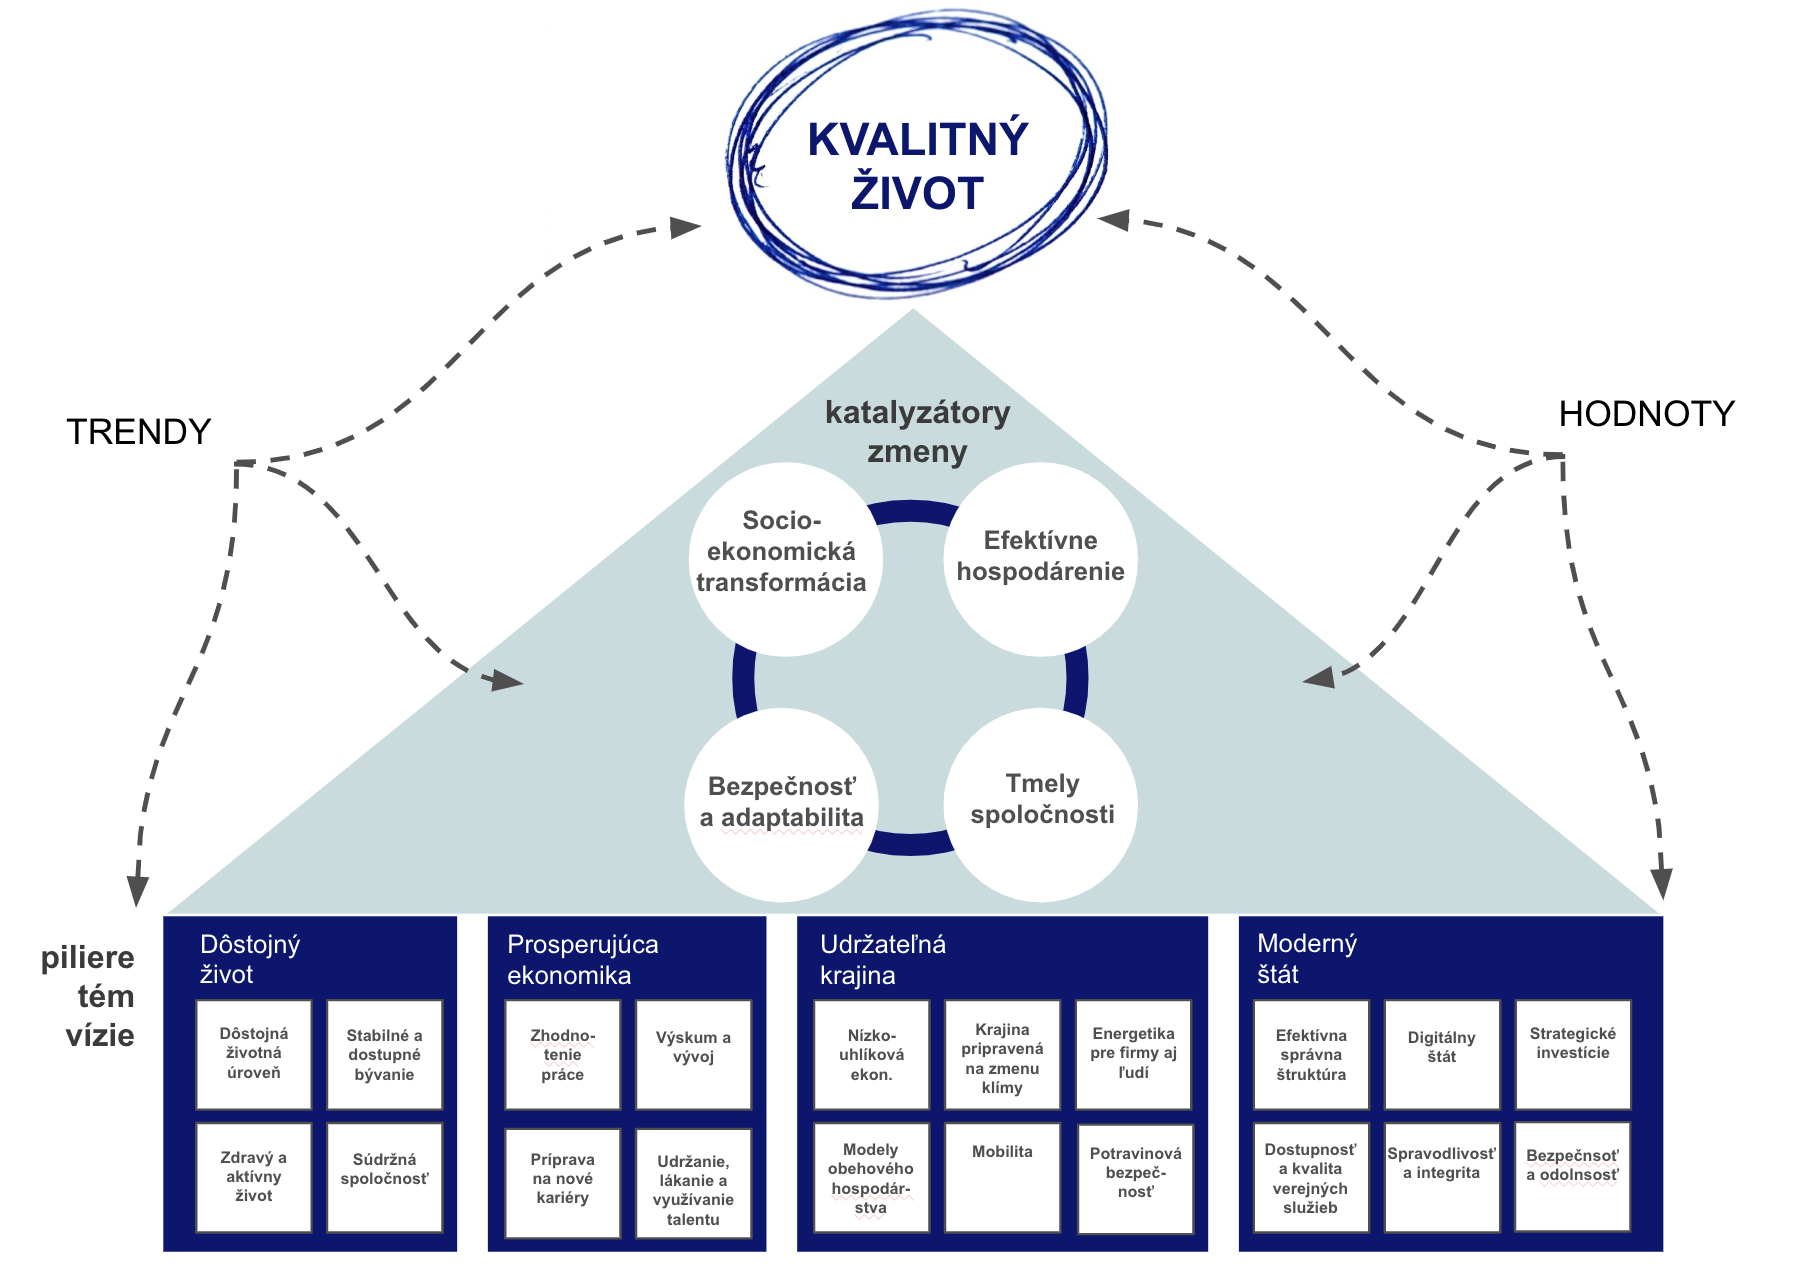 KVALITNÝ
ŽIVOT
TRENDY
HODNOTY
katalyzátory
zmeny
Socio-
ekonomická
transformácia
Efektívne
hospodárenie
Bezpečnosť
a adaptabilita
Tmely
spoločnosti
piliere
tém
vízie
Dôstojný
život
Dôstojná
životná
úroveň
Stabilné a
dostupné
bývanie
Zdravý a
aktívny
život
Súdržná
spoločnosť
Prosperujúca
ekonomika
Zhodno-
tenie
práce
Výskum a
vývoj
Príprava
na nové
kariéry
Udržanie,
lákanie a
využívanie
talentu
Udržateľná
krajina
Nízko-
uhlíková
ekon.
Krajina
pripravená
na zmenu
klímy
Energetika
pre firmy aj
ľudí
Modely
obehového
hospodár-
stva
Mobilita
Potravinová
bezpeč-
nosť
Moderný
štát
Efektívna
správna
štruktúra
Digitálny
štát
Strategické
investície
Dostupnosť
a kvalita
verejných
služieb
Spravodlivosť
a integrita
Bezpečnsoť
a odolnsosť